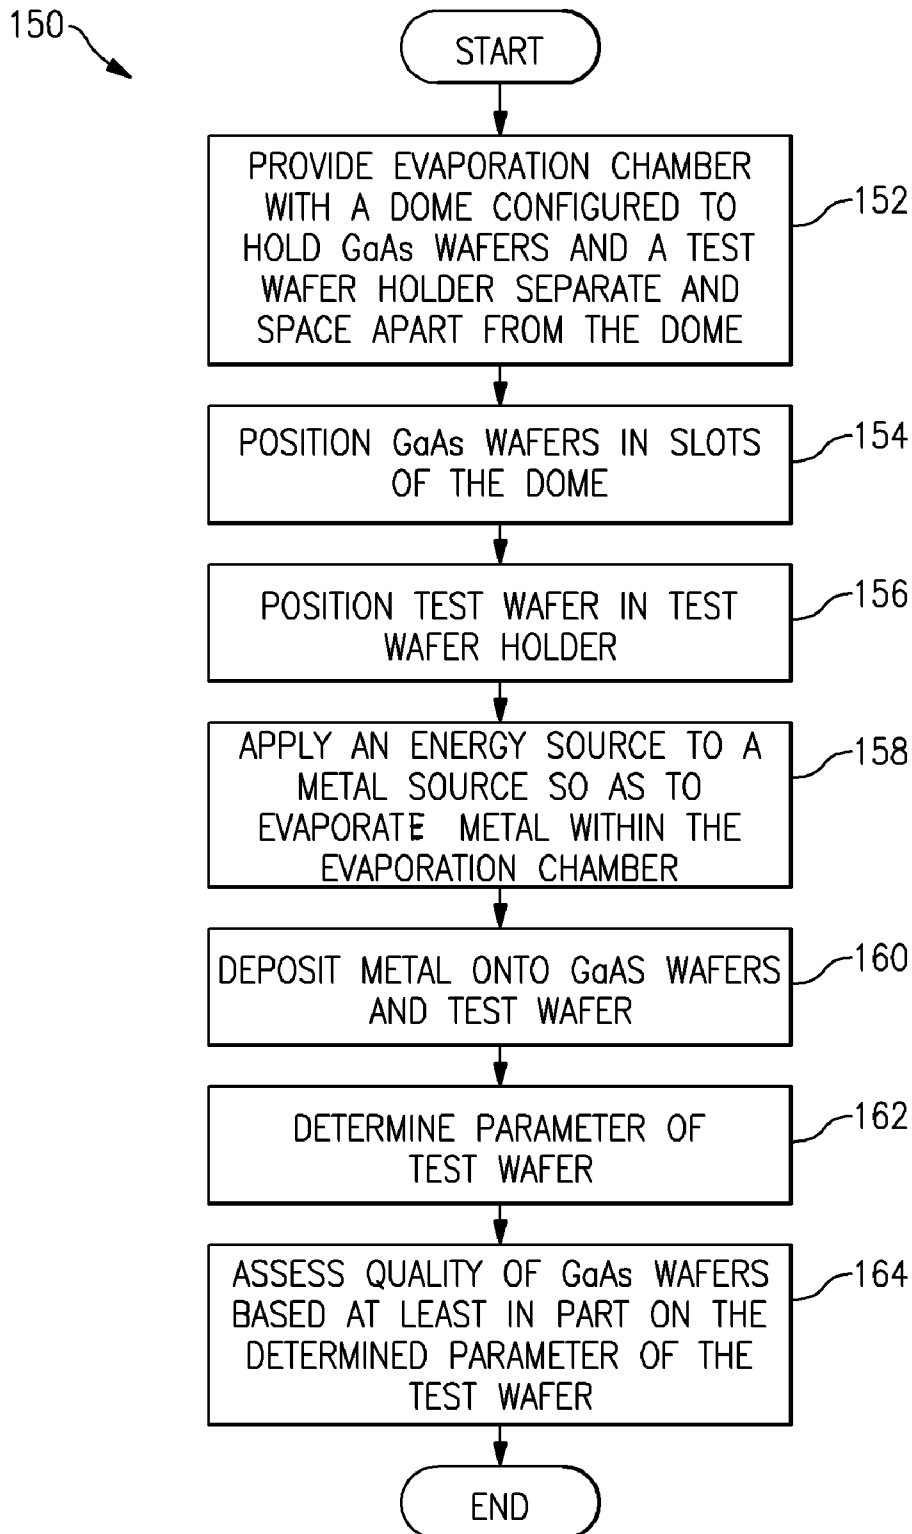 150
START
PROVIDE EVAPORATION CHAMBER
WITH A DOME CONFIGURED TO
HOLD GaAs WAFERS AND A TEST
WAFER HOLDER SEPARATE AND
SPACE APART FROM THE DOME
152
POSITION GaAs WAFERS IN SLOTS
OF THE DOME
154
POSITION TEST WAFER IN TEST
WAFER HOLDER
156
APPLY AN ENERGY SOURCE TO A
METAL SOURCE SO AS TO
EVAPORATE METAL WITHIN THE
EVAPORATION CHAMBER
158
DEPOSIT METAL ONTO GaAS WAFERS
AND TEST WAFER
160
DETERMINE PARAMETER OF
TEST WAFER
162
ASSESS QUALITY OF GaAs WAFERS
BASED AT LEAST IN PART ON THE
DETERMINED PARAMETER OF THE
TEST WAFER
164
END